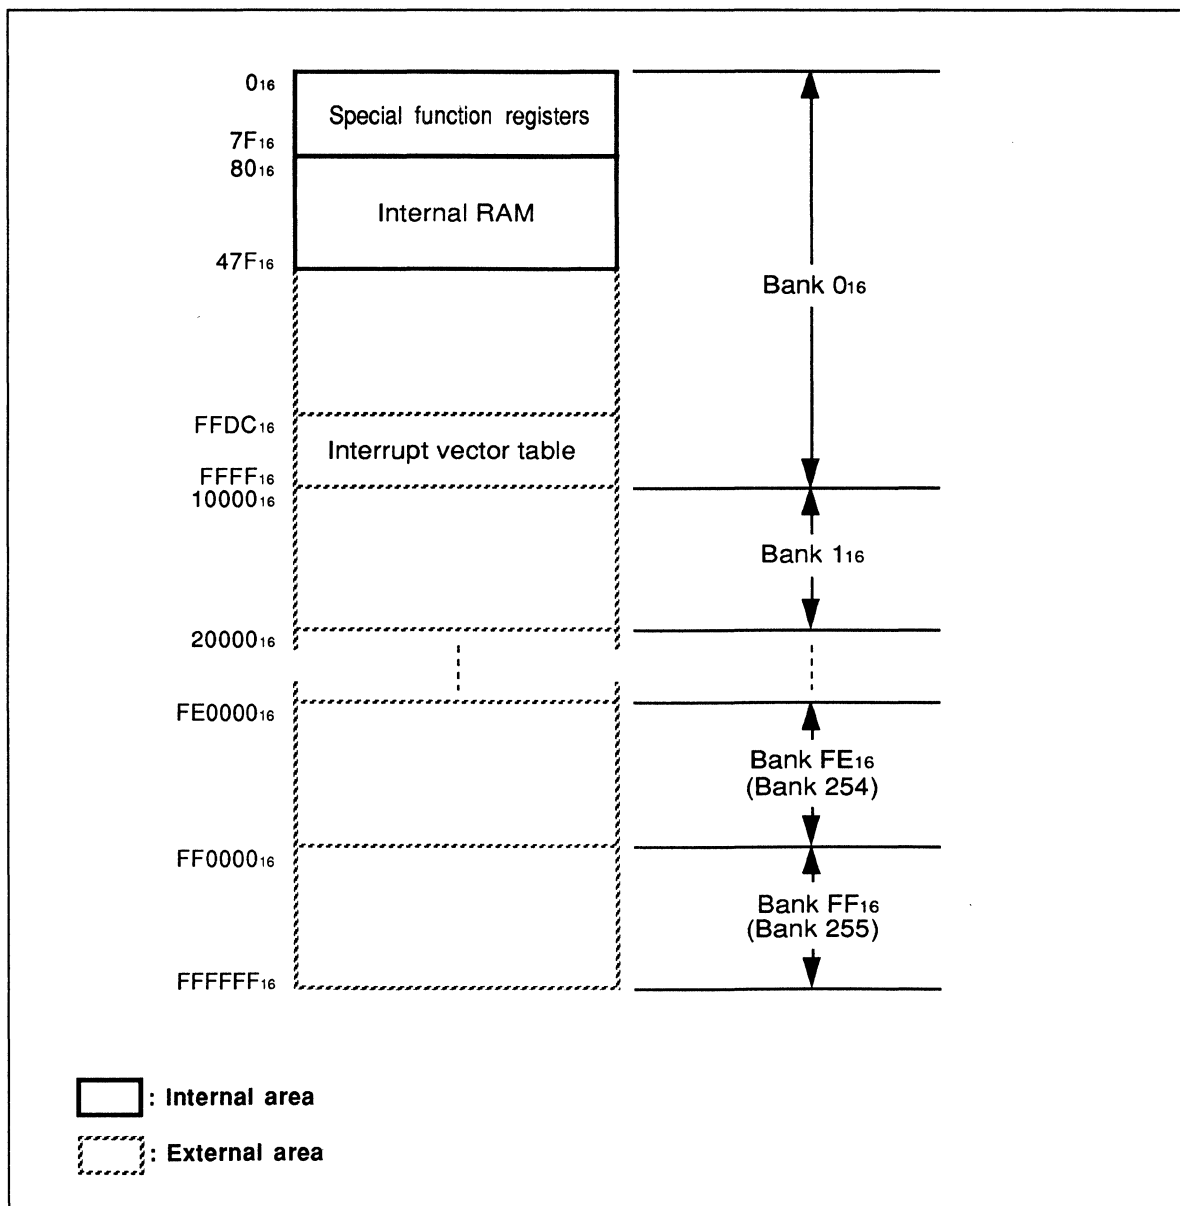 0₁₆
Special function registers
7F₁₆
80₁₆
Internal RAM
47F₁₆
Bank 0₁₆
FFDC₁₆
Interrupt vector table
FFFF₁₆
10000₁₆
Bank 1₁₆
20000₁₆
FE0000₁₆
Bank FE₁₆
(Bank 254)
FF0000₁₆
Bank FF₁₆
(Bank 255)
FFFFFF₁₆
: Internal area
: External area